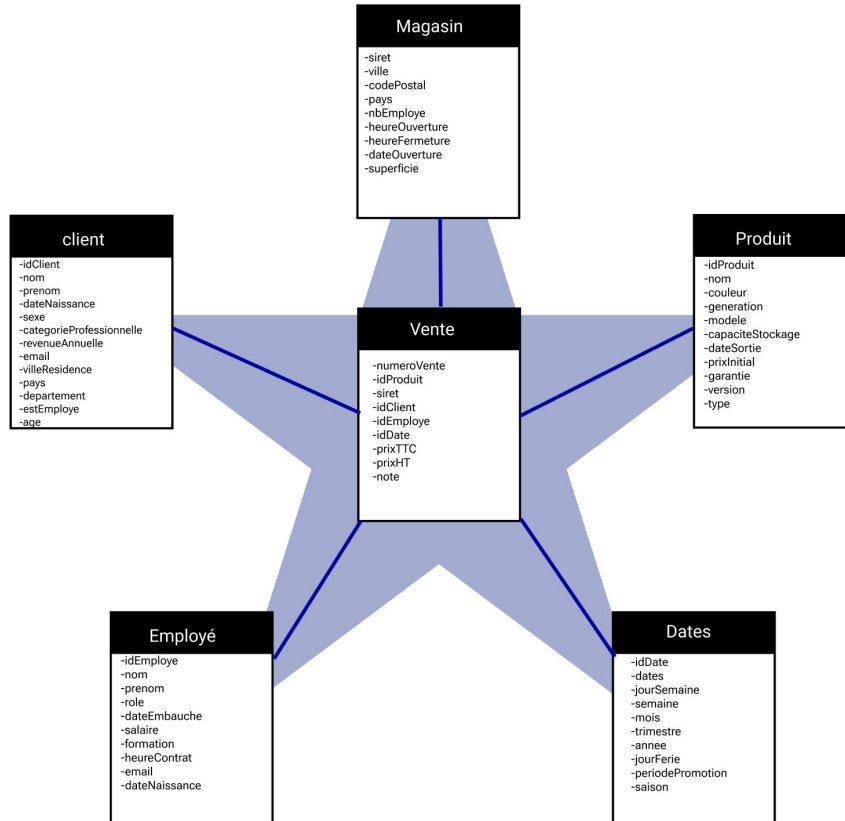 Magasin
-siret
-ville
-codePostal
-pays
-nbEmploye
-heureOuverture
-heureFermeture
-dateOuverture
-superficie
client
-idClient
-nom
-prenom
-dateNaissance
-sexe
-categorieProfessionnelle
-revenueAnnuelle
-email
-villeResidence
-pays
-departement
-estEmploye
-age
Produit
-idProduit
-nom
-couleur
-generation
-modele
-capaciteStockage
-dateSortie
-prixInitial
-garantie
-version
-type
Vente
-numeroVente
-idProduit
-siret
-idClient
-idEmploye
-idDate
-prixTTC
-prixHT
-note
Employé
-idEmploye
-nom
-prenom
-role
-dateEmbauche
-salaire
-formation
-heureContrat
-email
-dateNaissance
Dates
-idDate
-dates
-jourSemaine
-semaine
-mois
-trimestre
-annee
-jourFerie
-periodePromotion
-saison